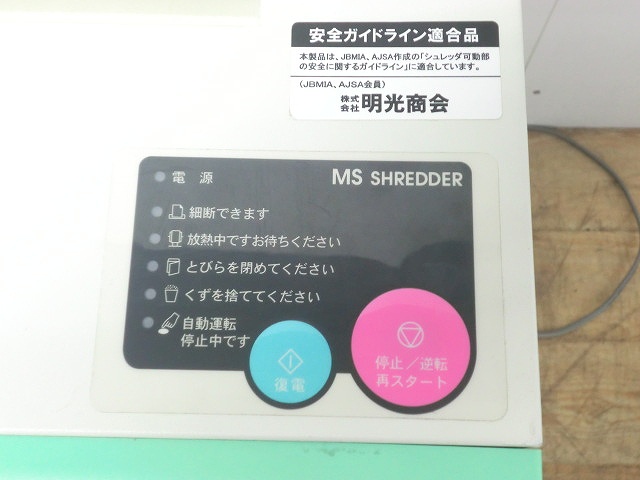 安全ガイドライン適合品
本製品は、JBMIA、AJSA作成の「シュレッダ可動部
の安全に関するガイドライン」に適合しています。
(JBMIA、AJSA会員)
株式会社 明光商会
電源
MS SHREDDER
細断できます
放熱中ですお待ちください
とびらを閉めてください
くずを捨ててください
自動運転
停止中です
復電
停止／逆転
再スタート